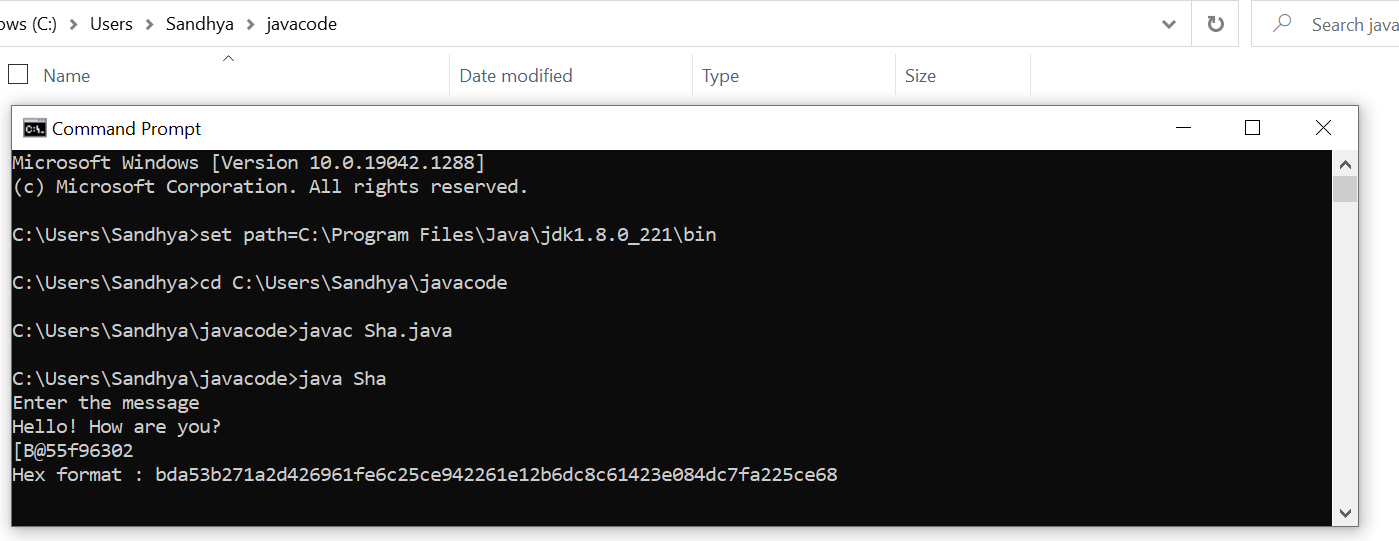 ows (C:) > Users > Sandhya > javacode
Search java
Name Date modified Type Size
Command Prompt
Microsoft Windows [Version 10.0.19042.1288]
(c) Microsoft Corporation. All rights reserved.
C:\Users\Sandhya>set path=C:\Program Files\Java\jdk1.8.0_221\bin
C:\Users\Sandhya>cd C:\Users\Sandhya\javacode
C:\Users\Sandhya\javacode>javac Sha.java
C:\Users\Sandhya\javacode>java Sha
Enter the message
Hello! How are you?
[B@55f96302
Hex format : bda53b271a2d426961fe6c25ce942261e12b6dc8c61423e084dc7fa225ce68